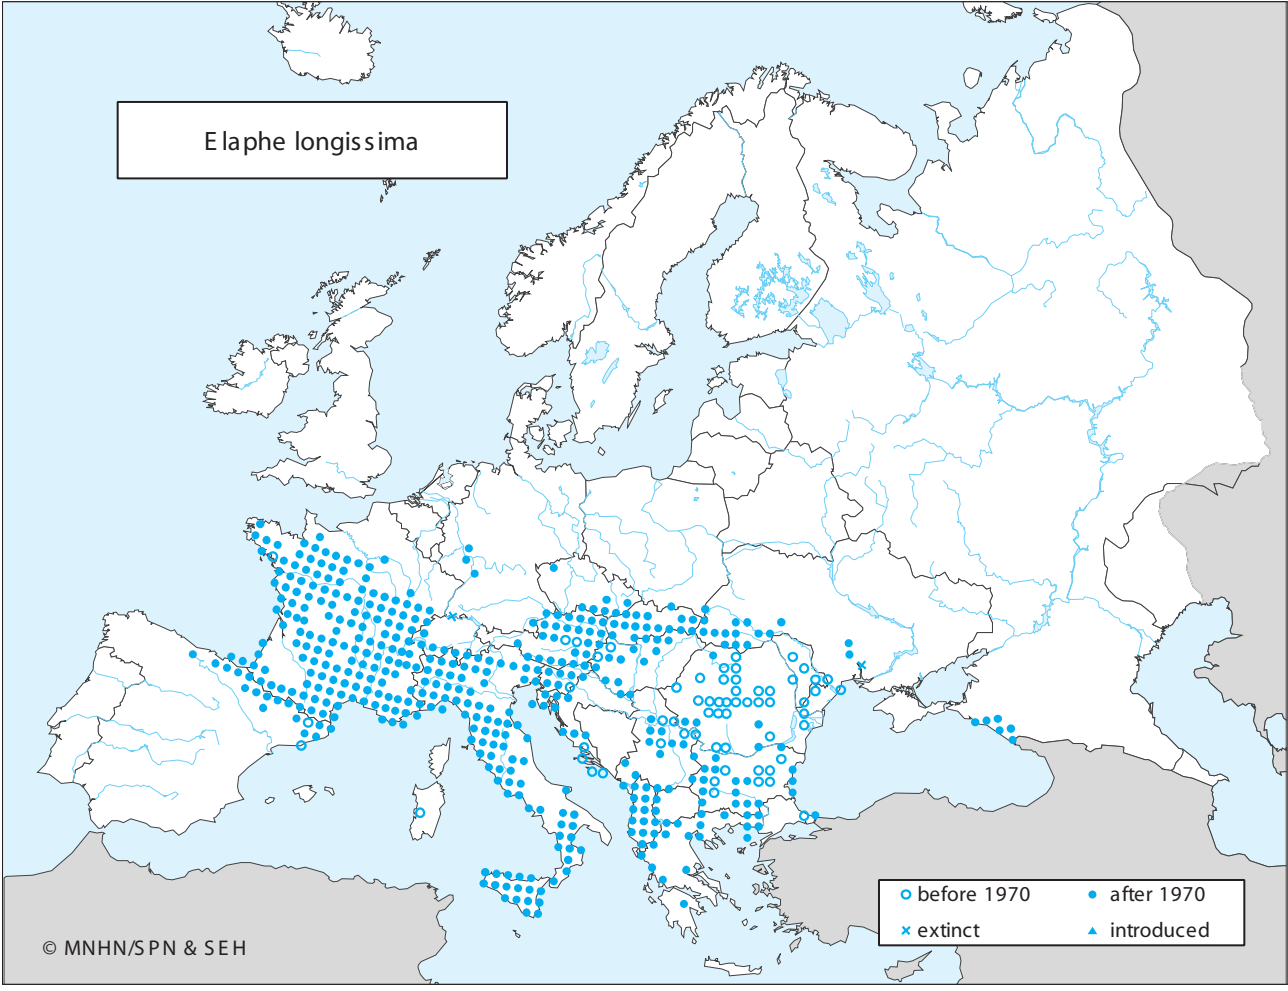 Elaphe longissima
before 1970
after 1970
extinct
introduced
© MNHN/SPN & SEH